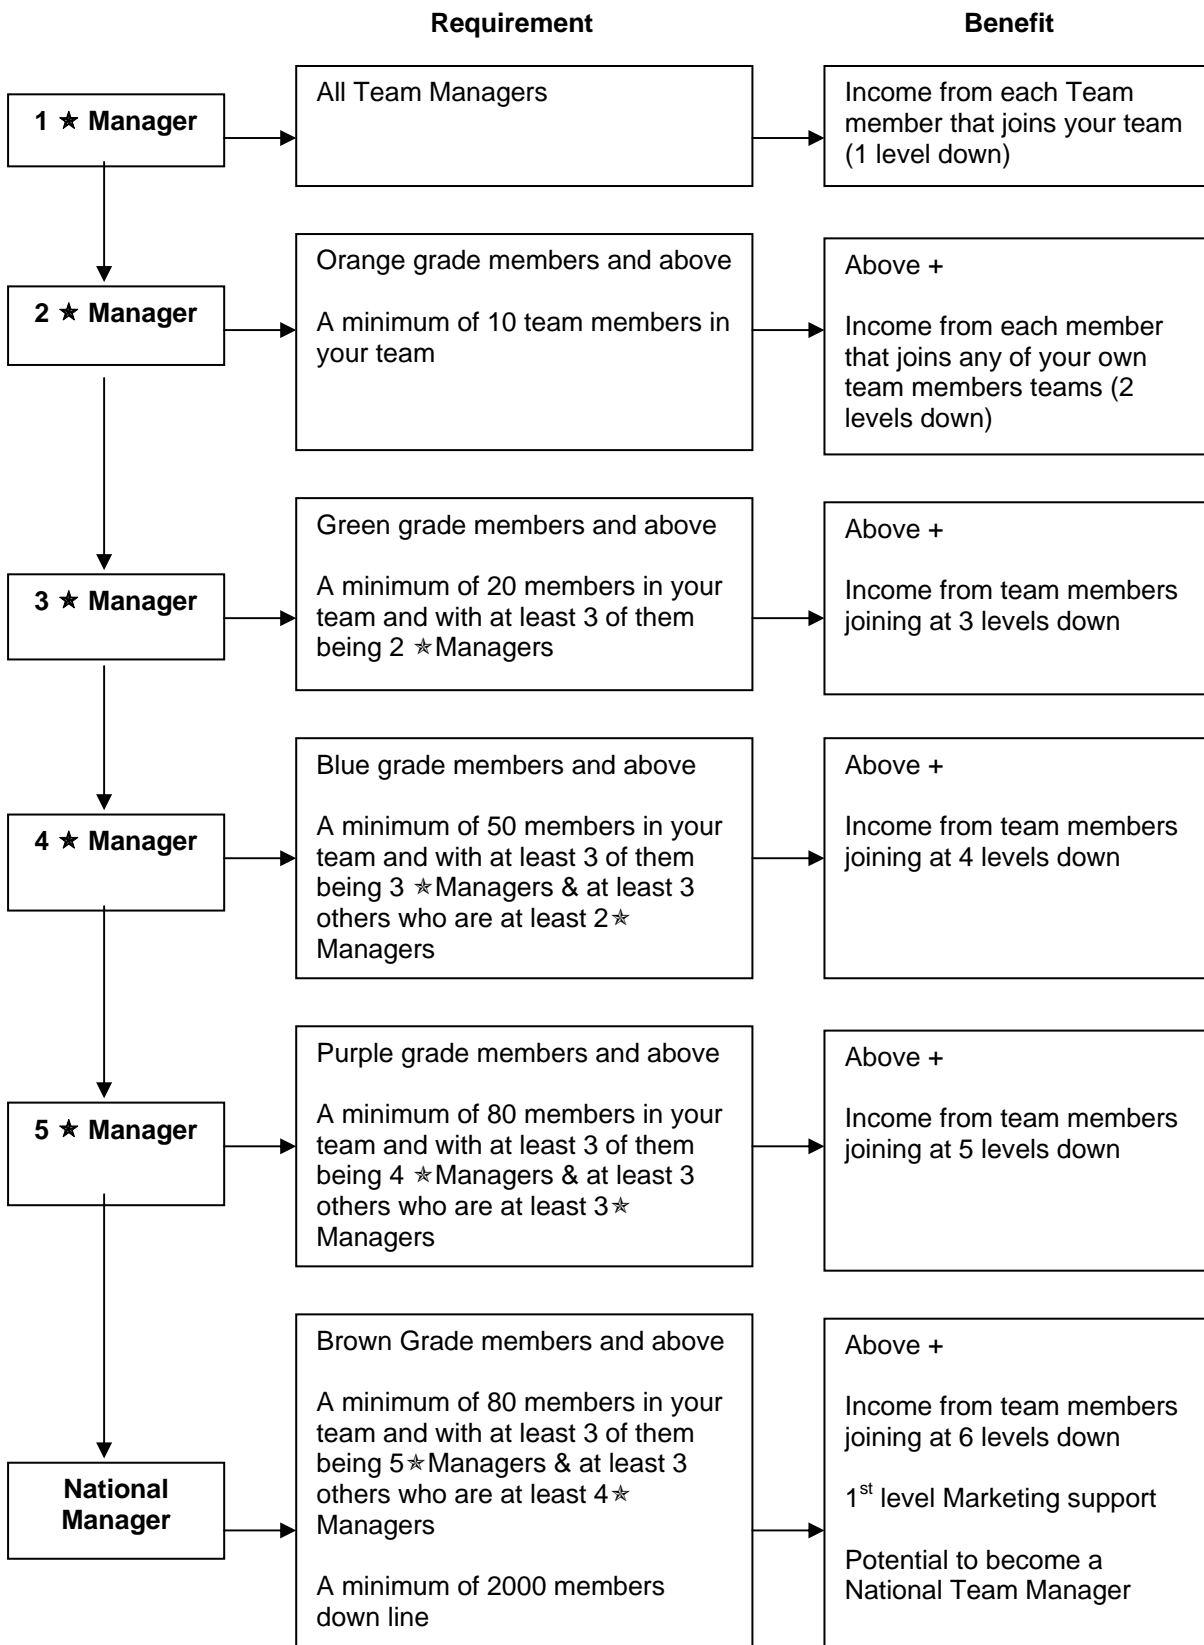 Requirement
Benefit
1 ★ Manager
All Team Managers
Income from each Team
member that joins your team
(1 level down)
2 ★ Manager
Orange grade members and above
A minimum of 10 team members in
your team
Above +
Income from each member
that joins any of your own
team members teams (2
levels down)
3 ★ Manager
Green grade members and above
A minimum of 20 members in your
team and with at least 3 of them
being 2 ★Managers
Above +
Income from team members
joining at 3 levels down
4 ★ Manager
Blue grade members and above
A minimum of 50 members in your
team and with at least 3 of them
being 3 ★Managers & at least 3
others who are at least 2★
Managers
Above +
Income from team members
joining at 4 levels down
5 ★ Manager
Purple grade members and above
A minimum of 80 members in your
team and with at least 3 of them
being 4 ★Managers & at least 3
others who are at least 3★
Managers
Above +
Income from team members
joining at 5 levels down
National
Manager
Brown Grade members and above
A minimum of 80 members in your
team and with at least 3 of them
being 5★Managers & at least 3
others who are at least 4★
Managers
A minimum of 2000 members
down line
Above +
Income from team members
joining at 6 levels down
1st level Marketing support
Potential to become a
National Team Manager